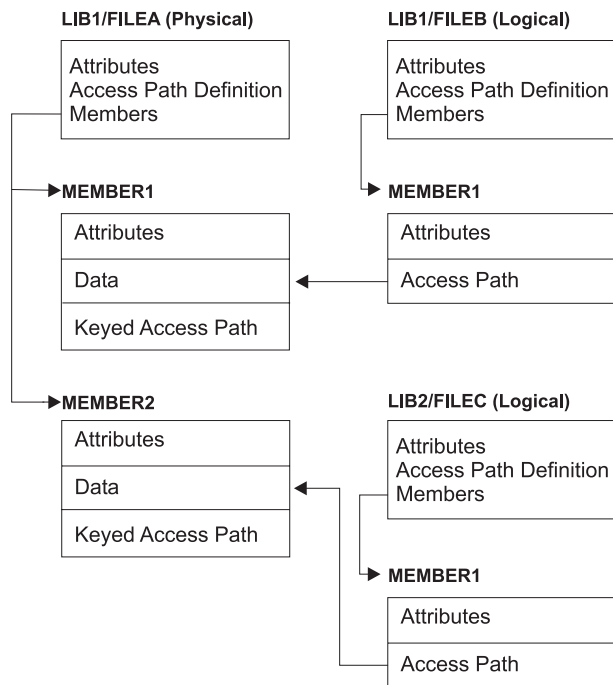 LIB1/FILEA (Physical)
Attributes
Access Path Definition
Members
MEMBER1
Attributes
Data
Keyed Access Path
MEMBER2
Attributes
Data
Keyed Access Path
LIB1/FILEB (Logical)
Attributes
Access Path Definition
Members
MEMBER1
Attributes
Access Path
LIB2/FILEC (Logical)
Attributes
Access Path Definition
Members
MEMBER1
Attributes
Access Path